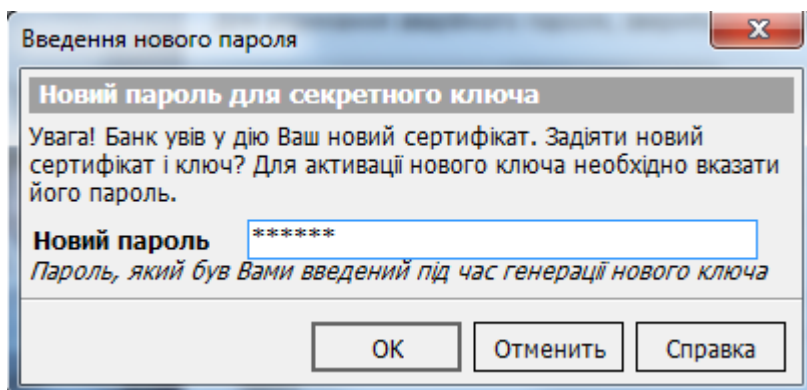 Введення нового пароля
Новий пароль для секретного ключа
Увага! Банк увів у дію Ваш новий сертифікат. Задіяти новий
сертифікат і ключ? Для активації нового ключа необхідно вказати
його пароль.
Новий пароль ******
Пароль, який був Вами введений під час генерації нового ключа
OK Отменить Справка